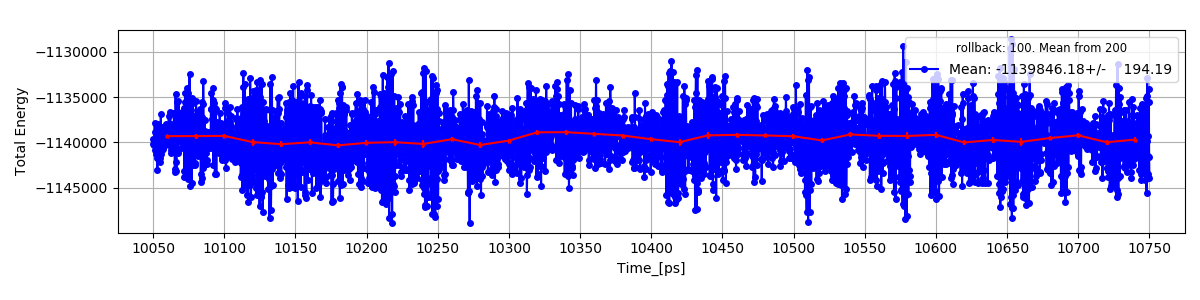 rollback: 100. Mean from 200
Mean: -1139846.18+/- 194.19
Total Energy
−1130000
−1135000
−1140000
−1145000
10050 10100 10150 10200 10250 10300 10350 10400 10450 10500 10550 10600 10650 10700 10750
Time_[ps]